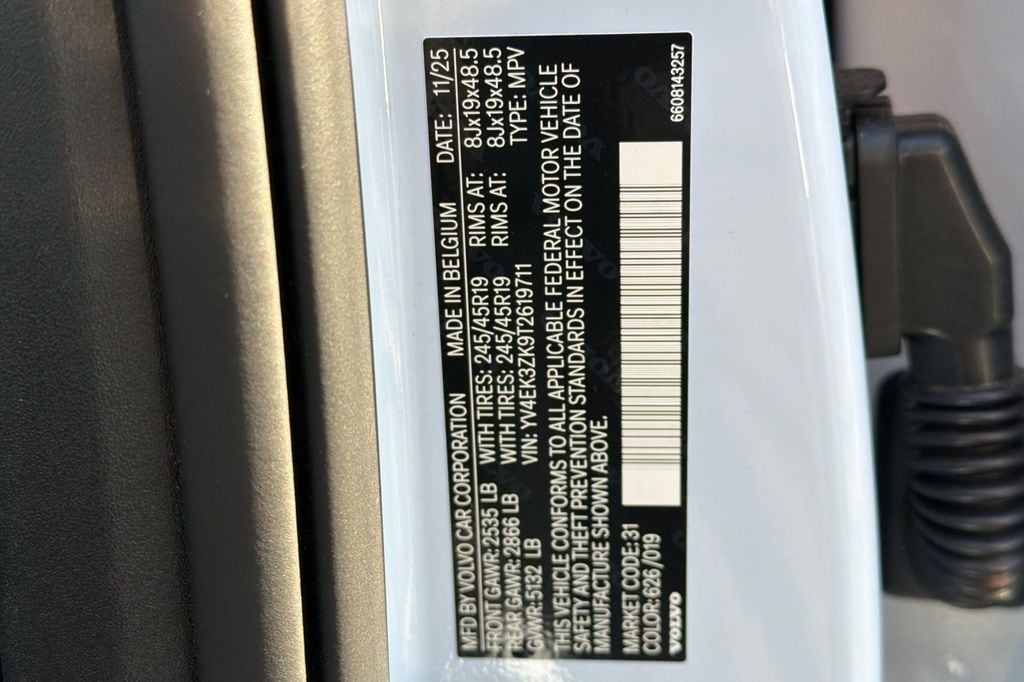 MFD BY VOLVO CAR CORPORATION MADE IN BELGIUM DATE: 11/25
FRONT GAWR: 2535 LB WITH TIRES: 245/45R19 RIMS AT: 8Jx19x48.5
REAR GAWR: 2866 LB WITH TIRES: 245/45R19 RIMS AT: 8Jx19x48.5
GVWR: 5132 LB VIN: YV4EK3ZK9T2619711 TYPE: MPV
THIS VEHICLE CONFORMS TO ALL APPLICABLE FEDERAL MOTOR VEHICLE
SAFETY AND THEFT PREVENTION STANDARDS IN EFFECT ON THE DATE OF
MANUFACTURE SHOWN ABOVE.
MARKET CODE: 31
COLOR: 626/019
VOLVO 6608143257